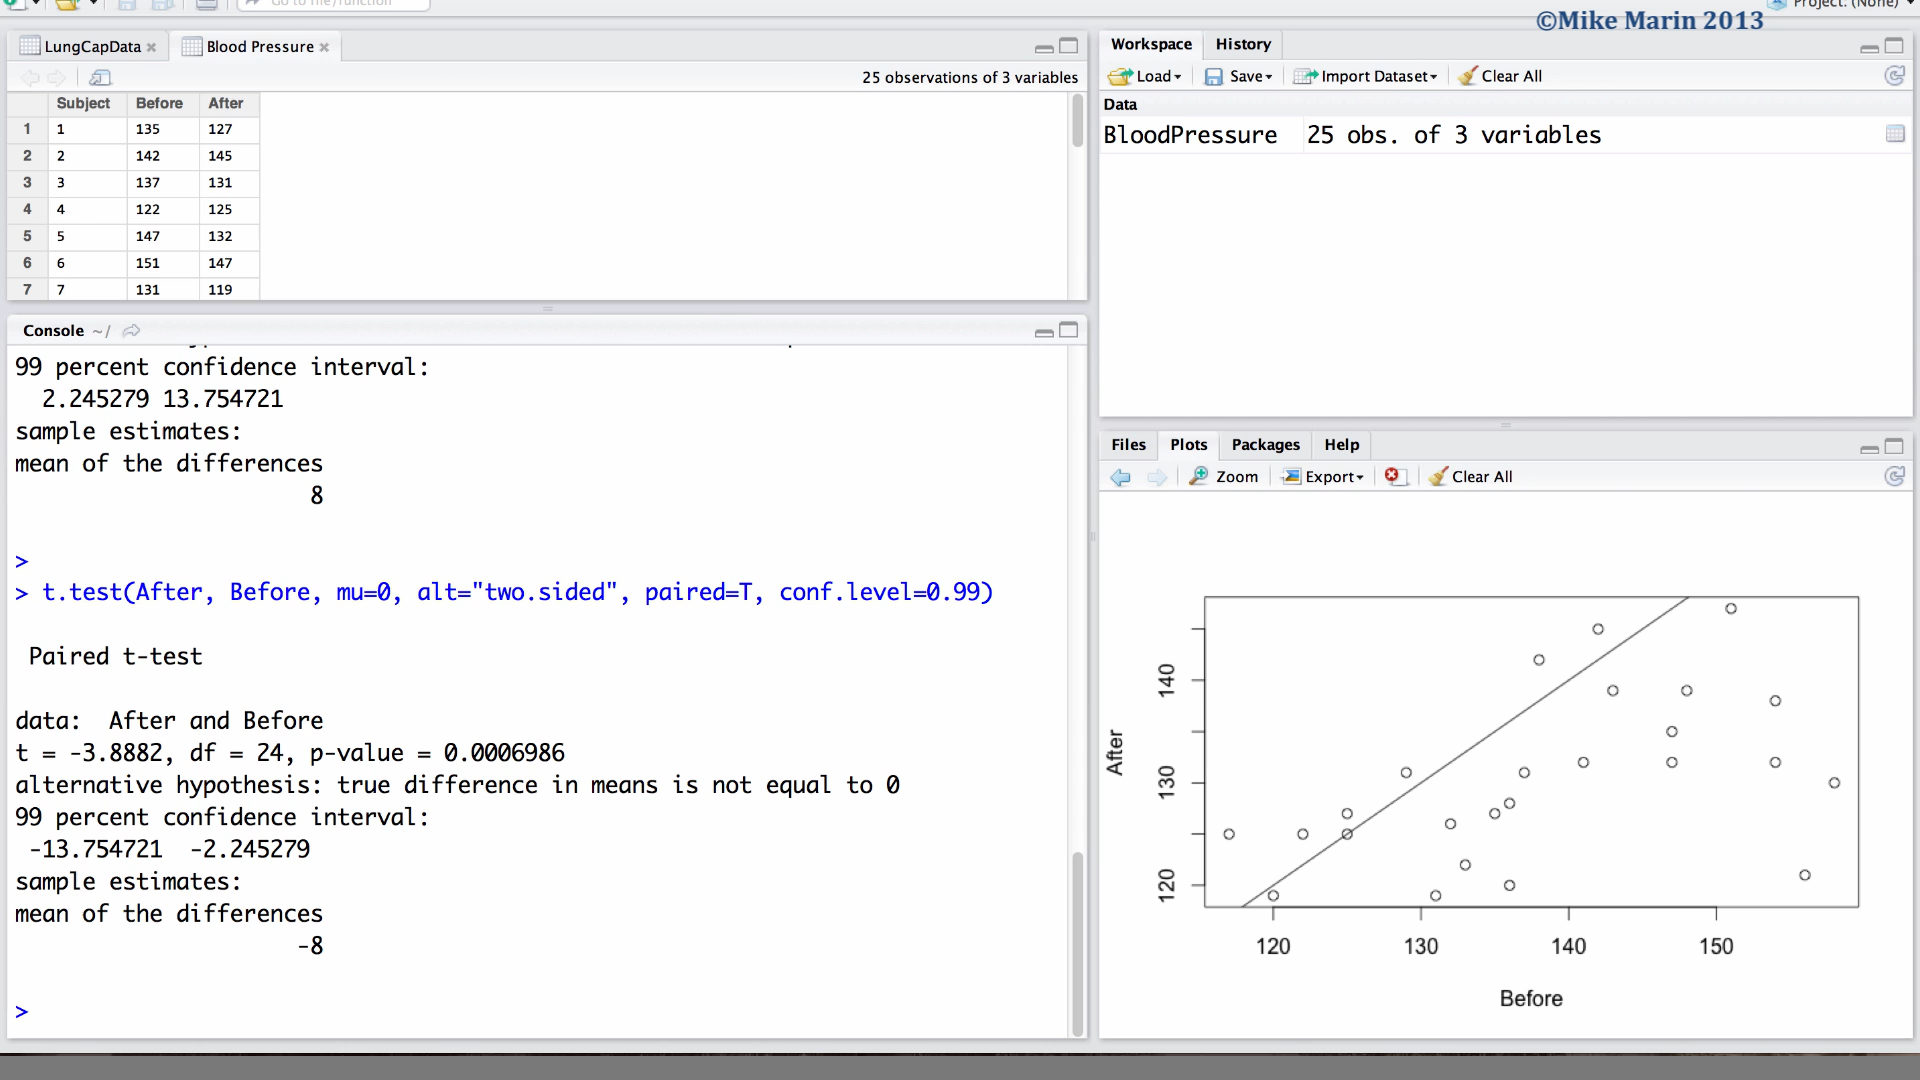 Go to file/function
Project: (None)
©Mike Marin 2013
LungCapData
Blood Pressure
25 observations of 3 variables
Subject Before After
1 1 135 127
2 2 142 145
3 3 137 131
4 4 122 125
5 5 147 132
6 6 151 147
7 7 131 119
Console ~/
99 percent confidence interval:
2.245279 13.754721
sample estimates:
mean of the differences
8
>
> t.test(After, Before, mu=0, alt="two.sided", paired=T, conf.level=0.99)
Paired t-test
data: After and Before
t = -3.8882, df = 24, p-value = 0.0006986
alternative hypothesis: true difference in means is not equal to 0
99 percent confidence interval:
-13.754721 -2.245279
sample estimates:
mean of the differences
-8
>
Workspace History
Load Save Import Dataset Clear All
Data
BloodPressure 25 obs. of 3 variables
Files Plots Packages Help
Zoom Export Clear All
After
140
130
120
120 130 140 150
Before